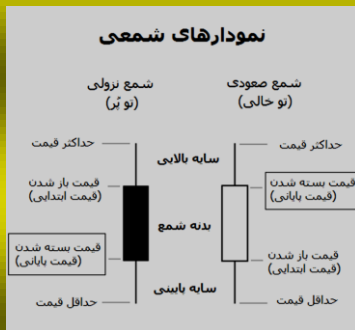 نمودارهای شمعی
شمع صعودی
(تو خالی)
شمع نزولی
(تو پُر)
حداکثر قیمت
سایه بالایی
حداکثر قیمت
قیمت بسته شدن
(قیمت پایانی)
قیمت باز شدن
(قیمت ابتدایی)
بدنه شمع
قیمت باز شدن
(قیمت ابتدایی)
قیمت بسته شدن
(قیمت پایانی)
حداقل قیمت
سایه پایینی
حداقل قیمت